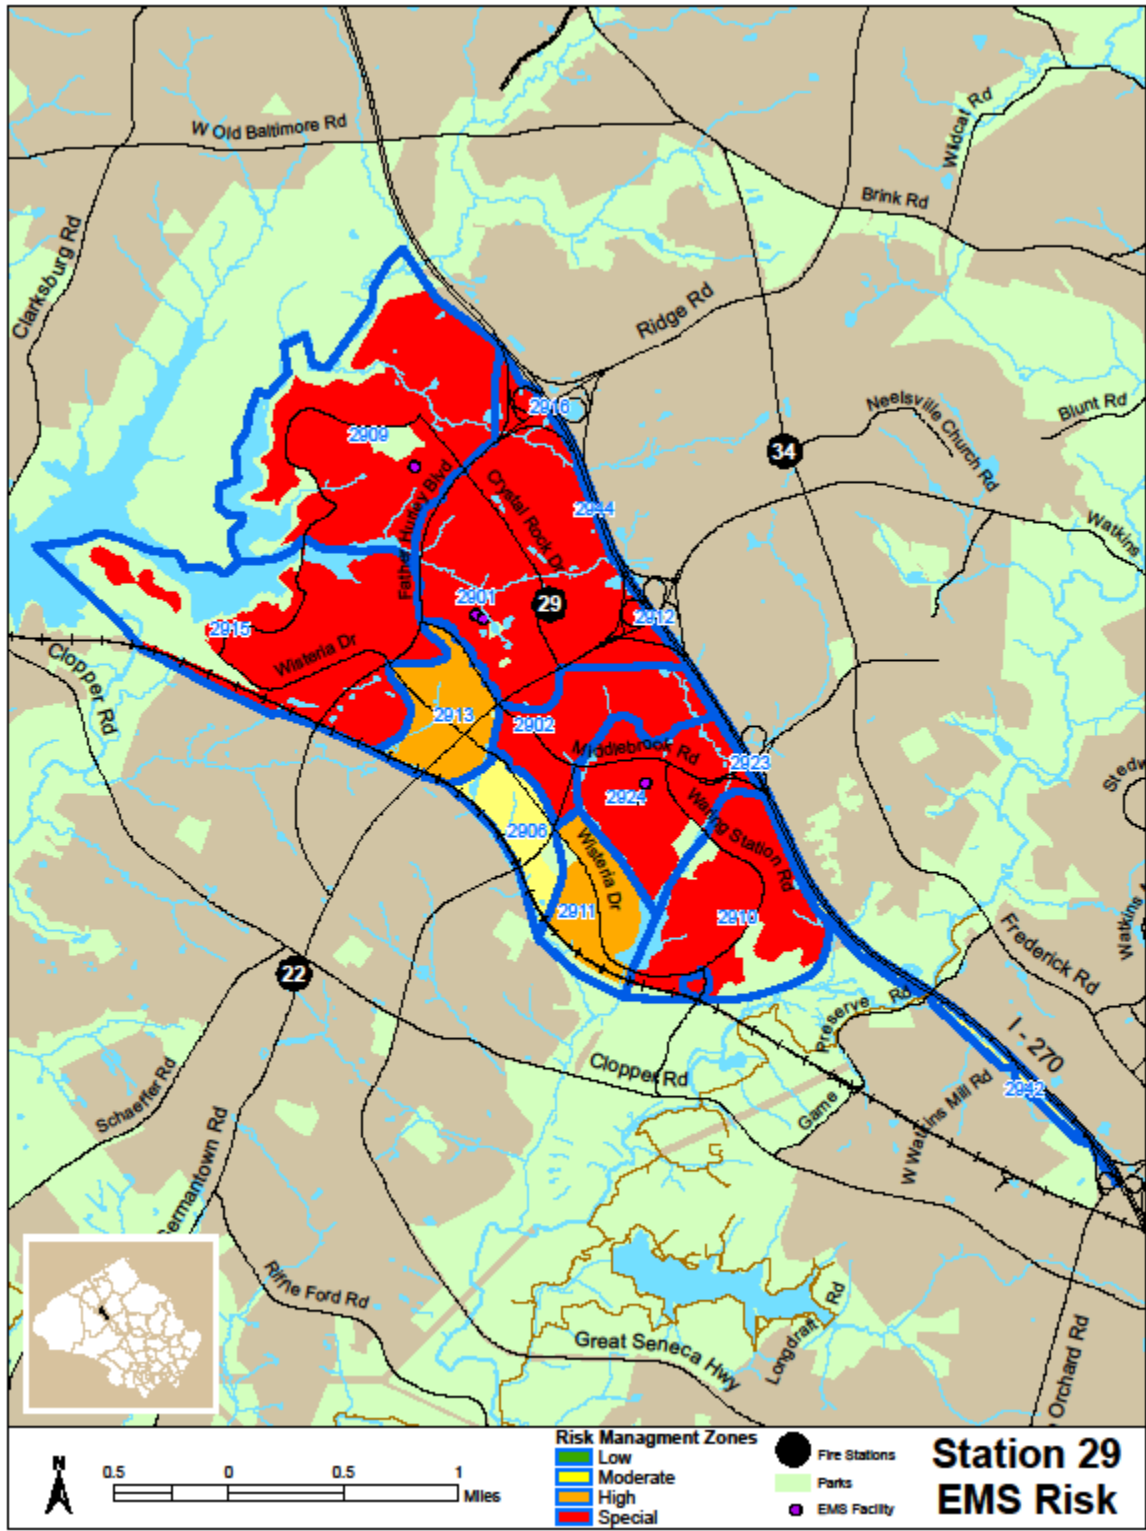 W Old Baltimore Rd
Wildcat Rd
Brink Rd
Clarksburg Rd
Ridge Rd
Neelsville Church Rd
Blunt Rd
2916
2909
34
Father Hurley Blvd
Crystal Rock Dr
2944
Watkins
2901
29
2912
2915
Wisteria Dr
Clopper Rd
2913
2902
Middlebrook Rd
2923
2924
Waring Station Rd
Stedw
2906
Wisteria Dr
2911
2910
Watkins
Frederick Rd
22
Preserve Rd
I - 270
Clopper Rd
2942
Game
W Watkins Mill Rd
Schaeffer Rd
Germantown Rd
Riffle Ford Rd
Longdraft Rd
Great Seneca Hwy
Orchard Rd
N
0.5 0 0.5 1
Miles
Risk Managment Zones
Low
Moderate
High
Special
Fire Stations
Parks
EMS Facility
Station 29
EMS Risk